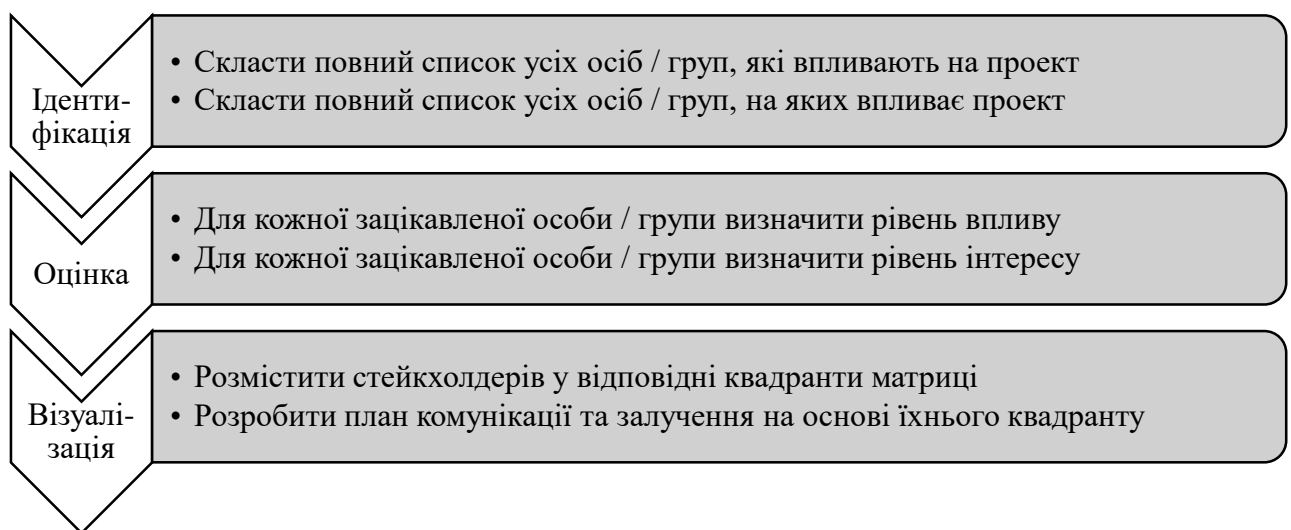 Іденти-
фікація
• Скласти повний список усіх осіб / груп, які впливають на проект
• Скласти повний список усіх осіб / груп, на яких впливає проект
Оцінка
• Для кожної зацікавленої особи / групи визначити рівень впливу
• Для кожної зацікавленої особи / групи визначити рівень інтересу
Візуалі-
зація
• Розмістити стейкхолдерів у відповідні квадранти матриці
• Розробити план комунікації та залучення на основі їхнього квадранту